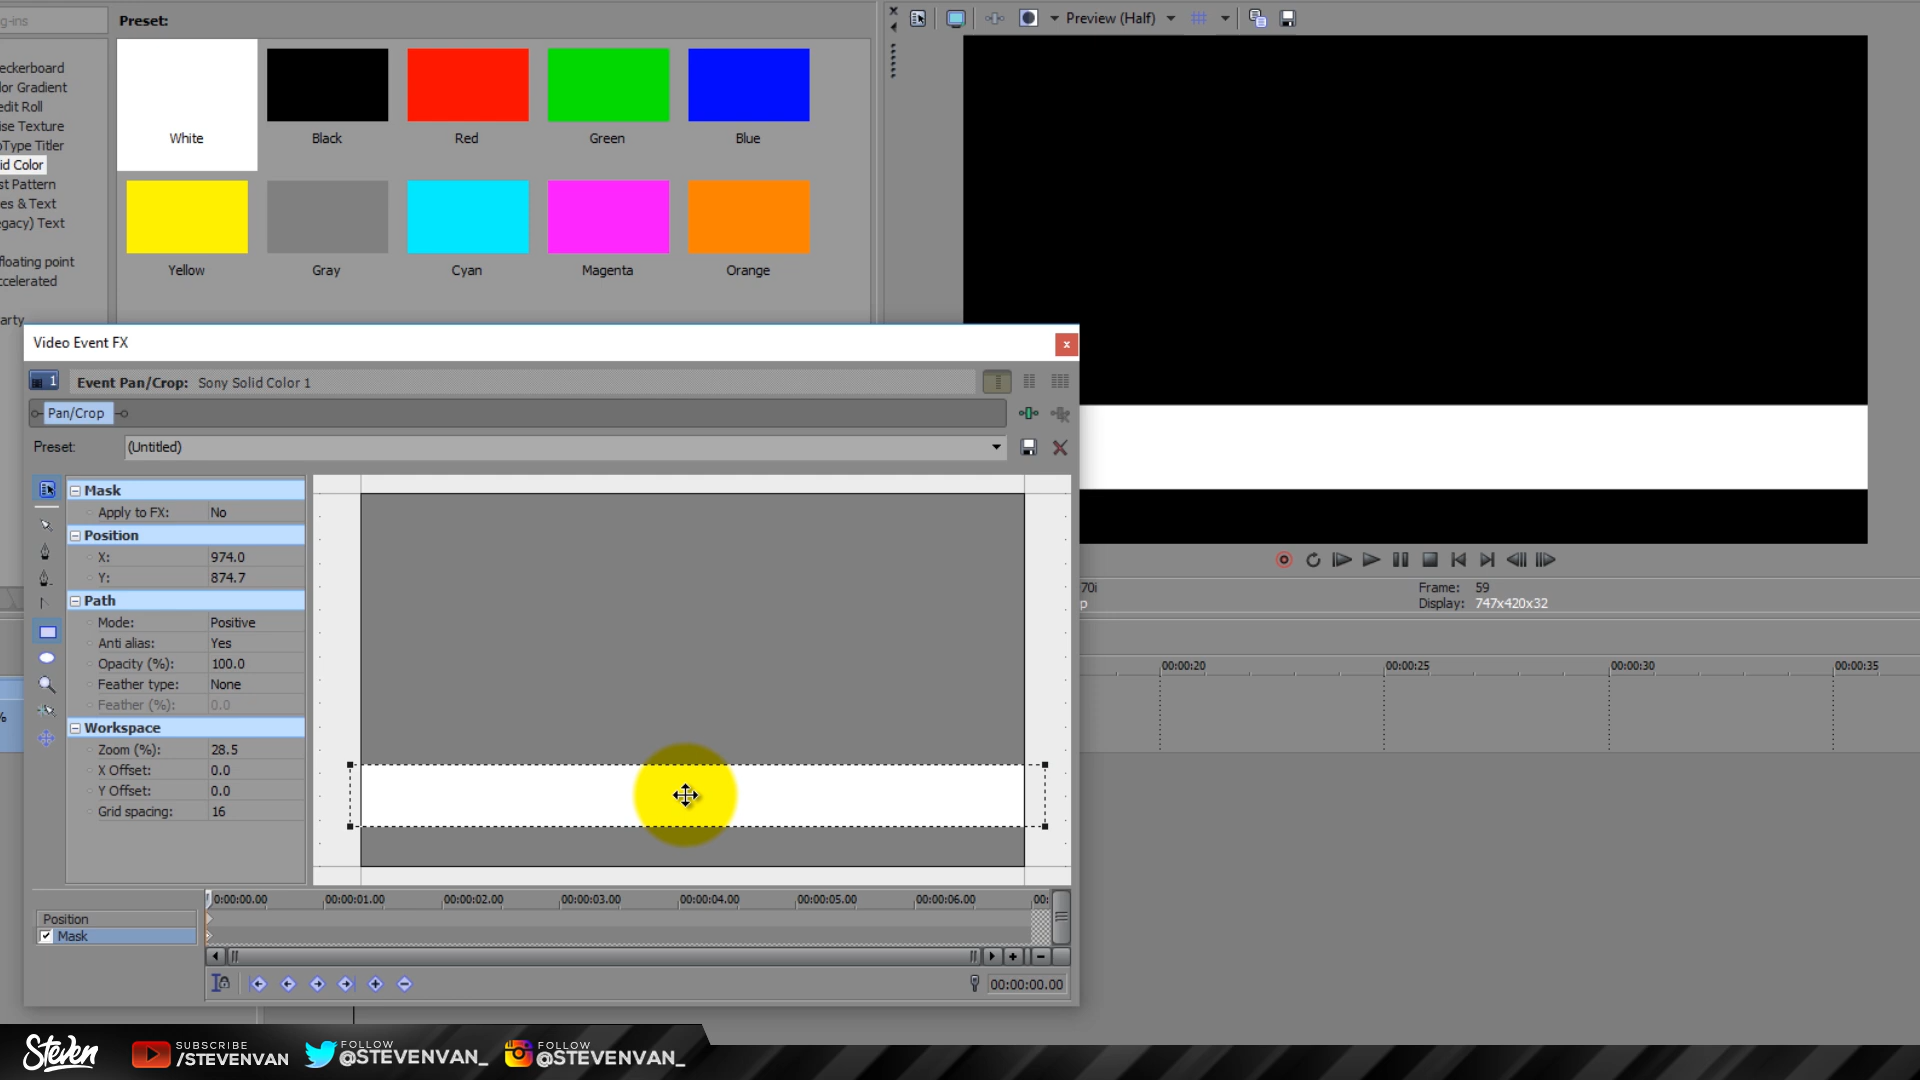 g-ins
Preset:
Preview (Half)
eckerboard
lor Gradient
edit Roll
ise Texture
oType Titler
id Color
st Pattern
es & Text
egacy) Text
floating point
ccelerated
arty
White
Black
Red
Green
Blue
Yellow
Gray
Cyan
Magenta
Orange
Video Event FX
x
1
Event Pan/Crop: Sony Solid Color 1
Pan/Crop
Preset: (Untitled)
Mask
Apply to FX: No
Position
X: 974.0
Y: 874.7
Path
Mode: Positive
Anti alias: Yes
Opacity (%): 100.0
Feather type: None
Feather (%): 0.0
Workspace
Zoom (%): 28.5
X Offset: 0.0
Y Offset: 0.0
Grid spacing: 16
70i
p
Frame: 59
Display: 747x420x32
00:00:20
00:00:25
00:00:30
00:00:35
%
0:00:00.00
00:00:01.00
00:00:02.00
00:00:03.00
00:00:04.00
00:00:05.00
00:00:06.00
00:
Position
Mask
00:00:00.00
Steven
SUBSCRIBE
/STEVENVAN
FOLLOW
@STEVENVAN_
FOLLOW
@STEVENVAN_